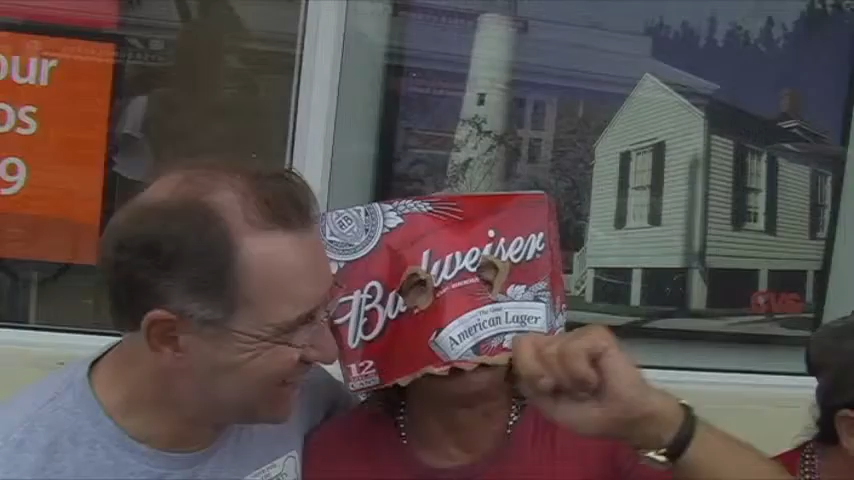 our
os
9
Budweiser
The Great
American Lager
12
CANS
CVS